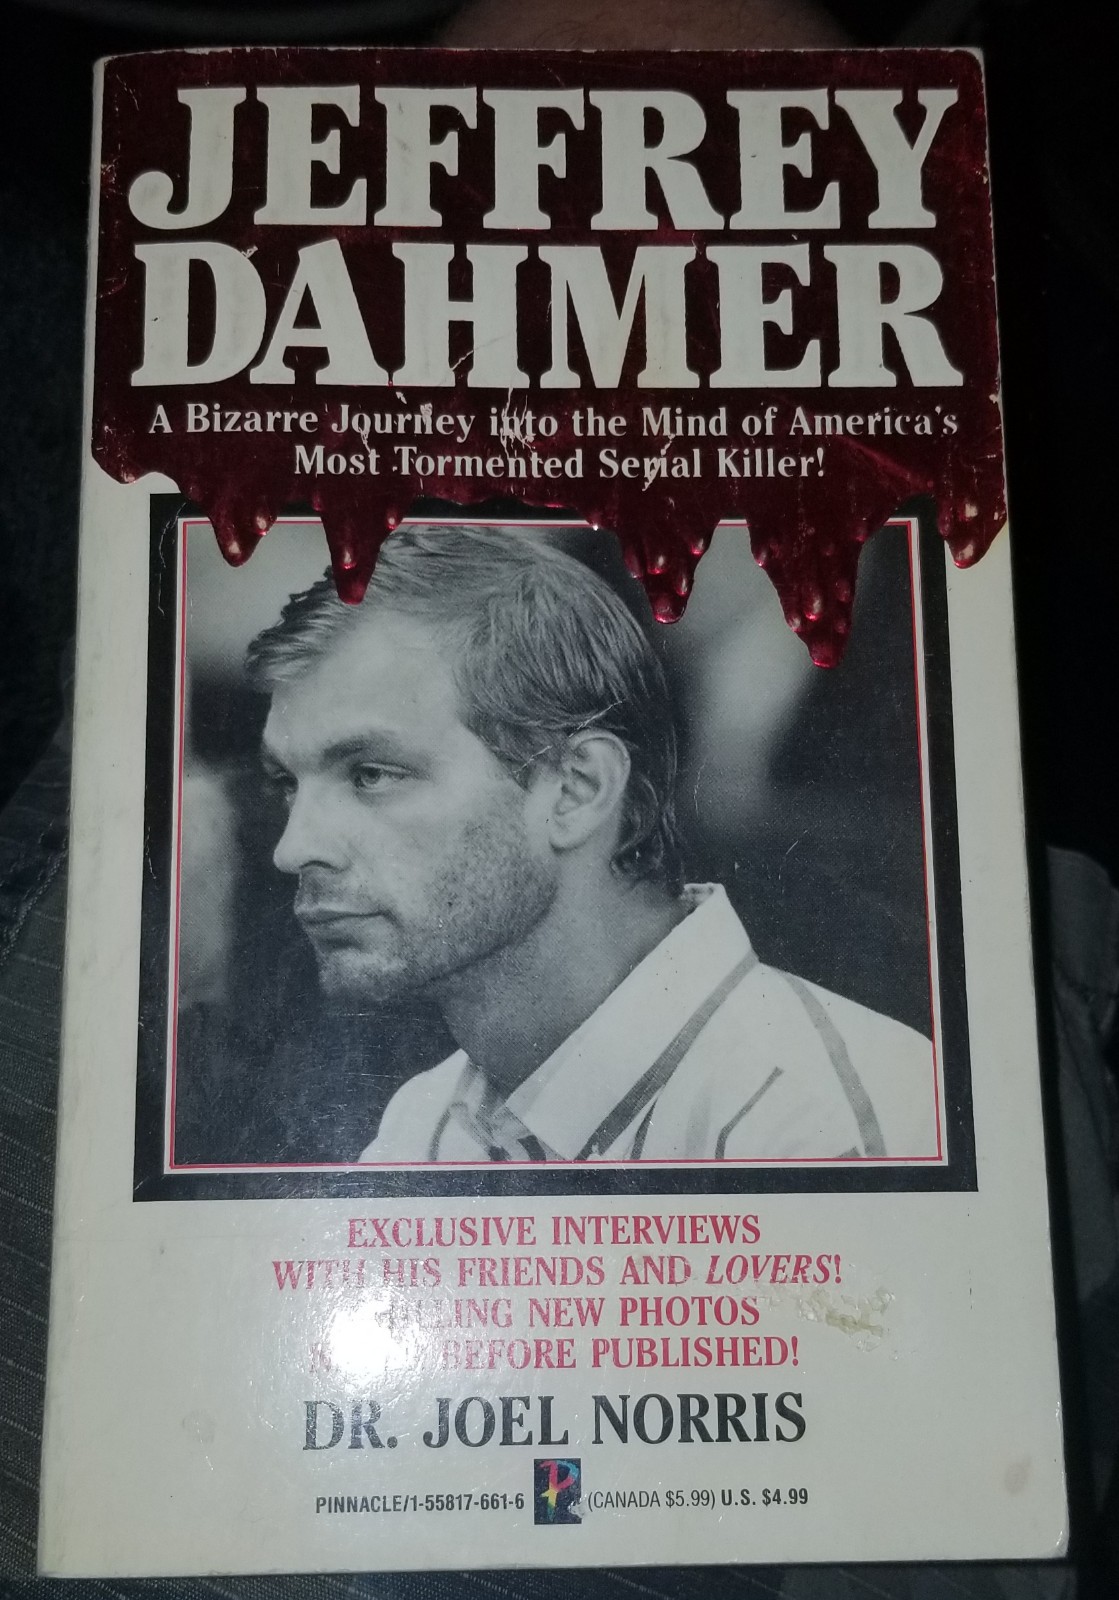 JEFFREY
DAHMER
A Bizarre Journey into the Mind of America's
Most Tormented Serial Killer!
EXCLUSIVE INTERVIEWS
WITH HIS FRIENDS AND LOVERS!
NEW PHOTOS
BEFORE PUBLISHED!
DR. JOEL NORRIS
PINNACLE/1-55817-661-6 P (CANADA $5.99) U.S. $4.99